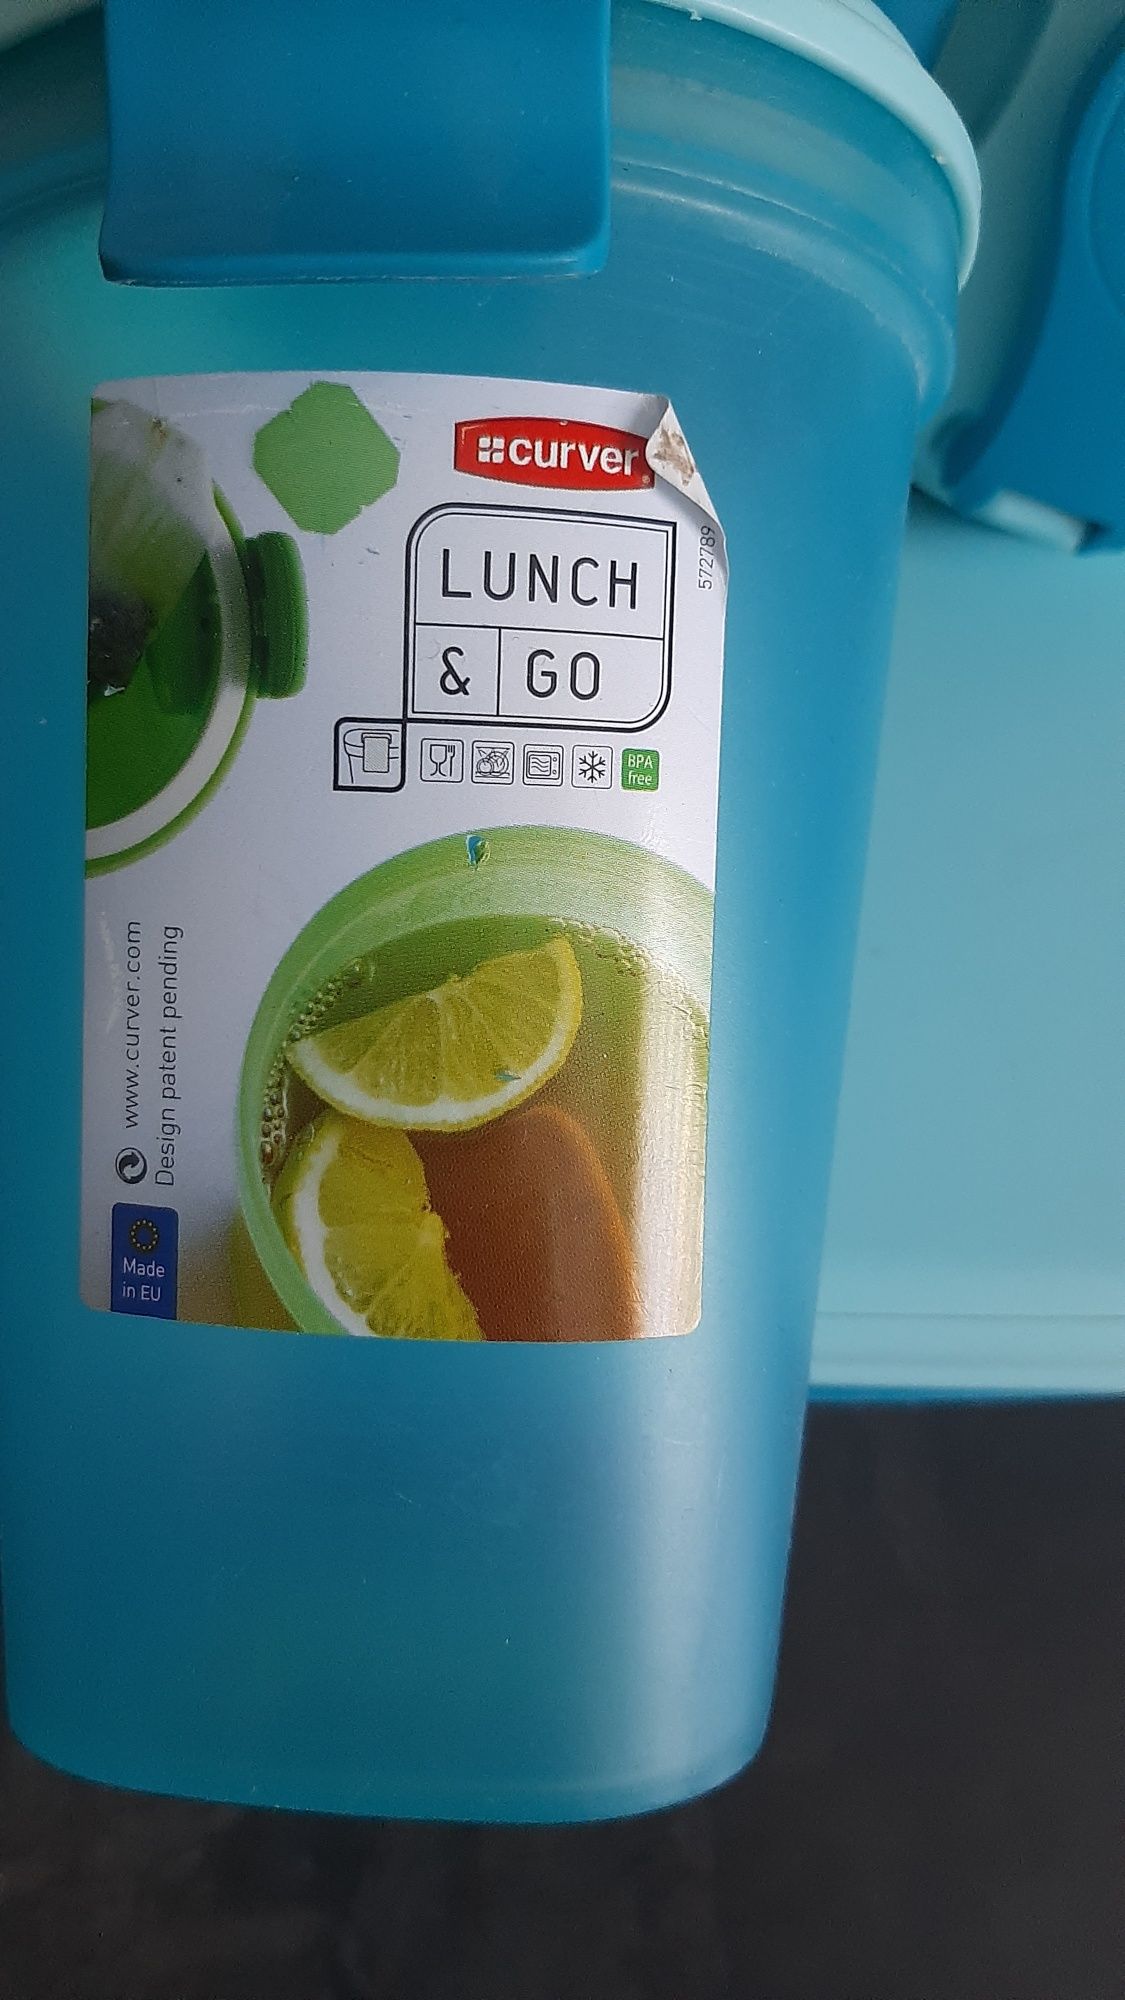 curver
LUNCH
& GO
572789
BPA
free
www.curver.com
Design patent pending
Made
in EU